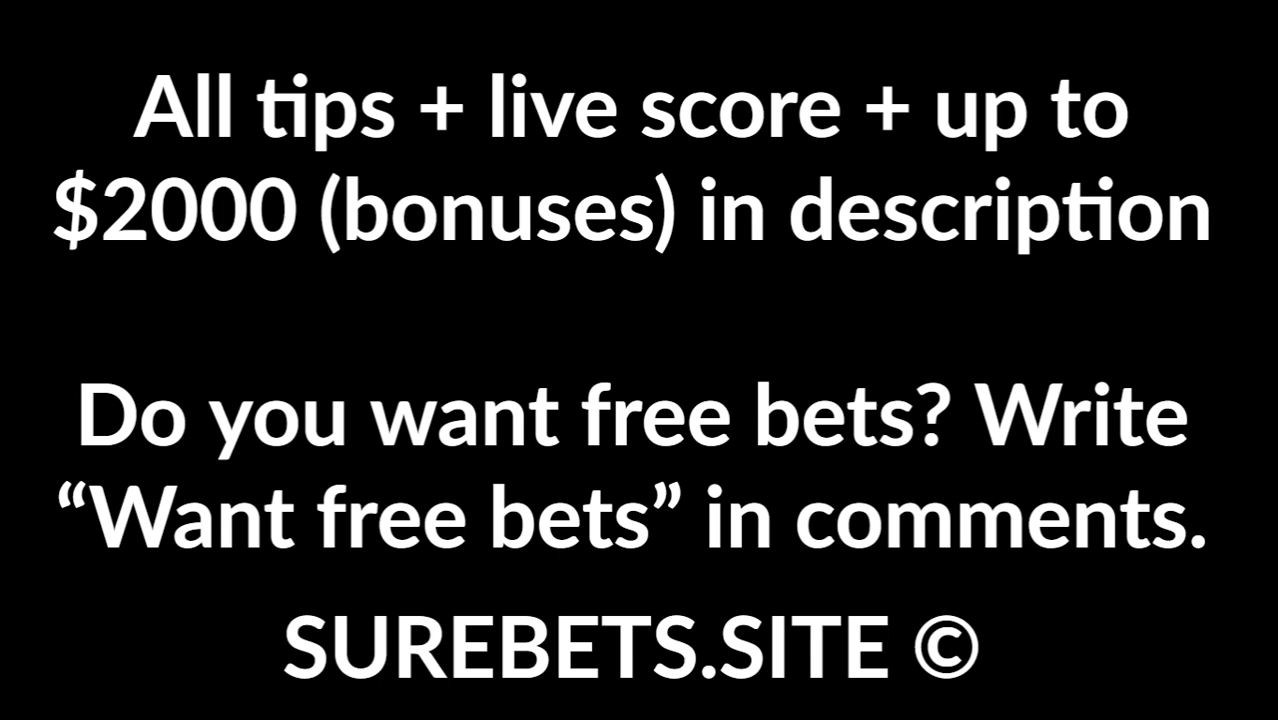 All tips + live score + up to
$2000 (bonuses) in description
Do you want free bets? Write
“Want free bets” in comments.
SUREBETS.SITE ©